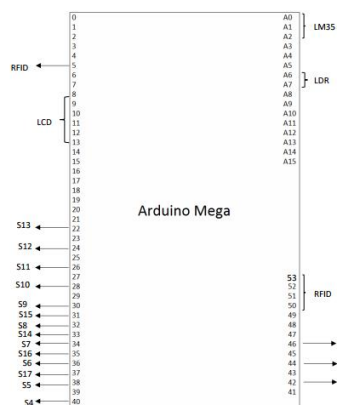 0 A0
1 A1 LM35
2 A2
3 A3
4 A4
RFID 5 A5
6 A6
7 A7 LDR
8 A8
9 A9
10 A10
LCD 11 A11
12 A12
13 A13
14 A14
15 A15
16
17
18
19
20
Arduino Mega
21
S13 22
23
S12 24
25
S11 26
27 53
S10 28 52
29 51 RFID
S9 30 50
S15 31 49
S8 32 48
S14 33 47
S7 34 46
S16 35 45
S6 36 44
S17 37 43
S5 38 42
39 41
S4 40